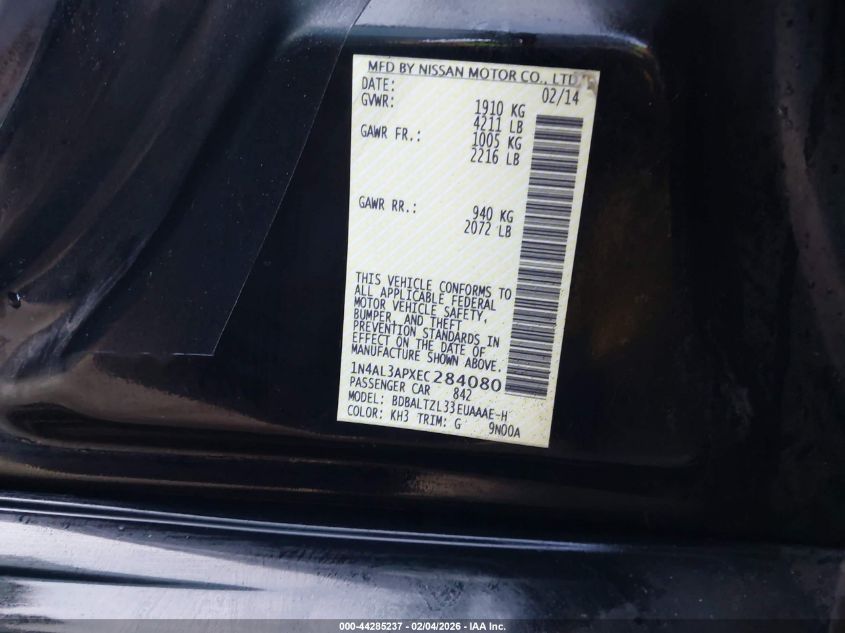 MFD BY NISSAN MOTOR CO., LTD.
DATE: 02/14
GVWR: 1910 KG
4211 LB
GAWR FR.: 1005 KG
2216 LB
GAWR RR.: 940 KG
2072 LB
THIS VEHICLE CONFORMS TO
ALL APPLICABLE FEDERAL
MOTOR VEHICLE SAFETY,
BUMPER, AND THEFT
PREVENTION STANDARDS IN
EFFECT ON THE DATE OF
MANUFACTURE SHOWN ABOVE.
1N4AL3APXEC284080
PASSENGER CAR 842
MODEL: BDBALTZL33EUAAAE-H
COLOR: KH3 TRIM: G 9N00A
000-44285237 - 02/04/2026 - IAA Inc.